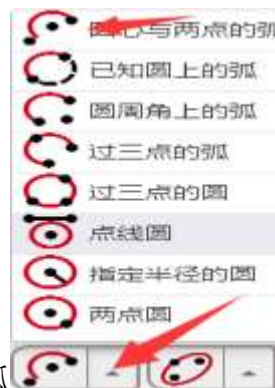 圆心与两点的弧
已知圆上的弧
圆周角上的弧
过三点的弧
过三点的圆
点线圆
指定半径的圆
两点圆